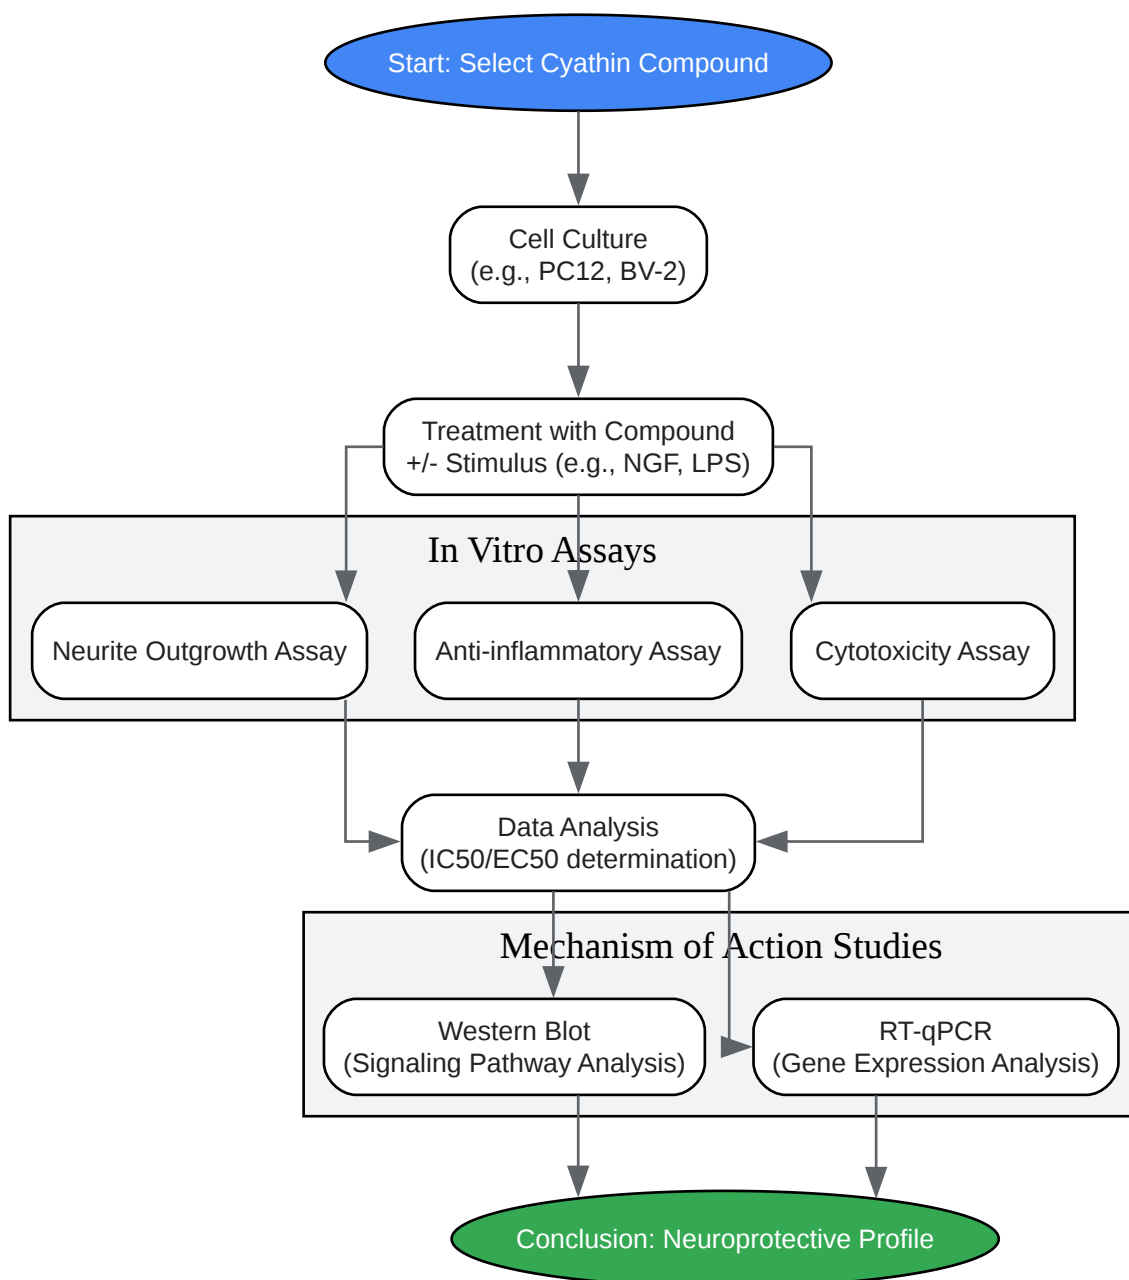 Start: Select Cyathin Compound
Cell Culture
(e.g., PC12, BV-2)
Treatment with Compound
+/- Stimulus (e.g., NGF, LPS)
In Vitro Assays
Neurite Outgrowth Assay
Anti-inflammatory Assay
Cytotoxicity Assay
Data Analysis
(IC50/EC50 determination)
Mechanism of Action Studies
Western Blot
(Signaling Pathway Analysis)
RT-qPCR
(Gene Expression Analysis)
Conclusion: Neuroprotective Profile